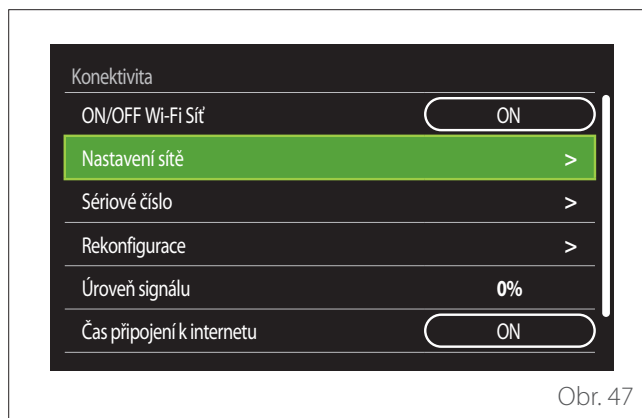 Konektivita
ON/OFF Wi-Fi Síť ON
Nastavení sítě >
Sériové číslo >
Rekonfigurace >
Úroveň signálu 0%
Čas připojení k internetu ON
Obr. 47